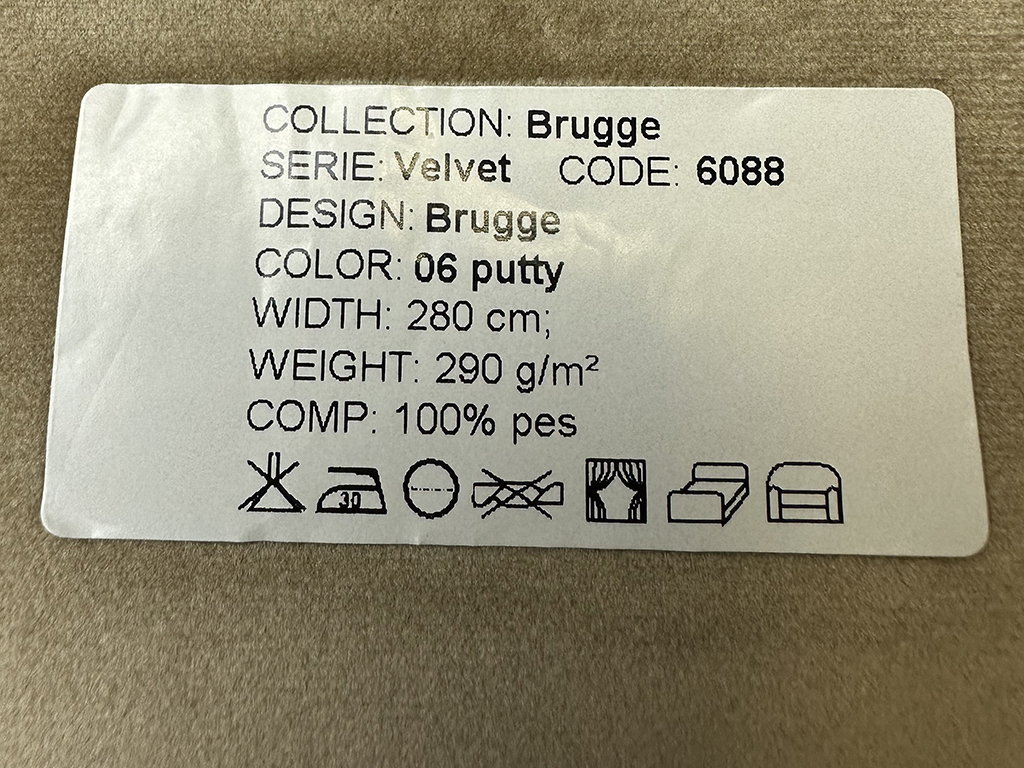 COLLECTION: Brugge
SERIE: Velvet CODE: 6088
DESIGN: Brugge
COLOR: 06 putty
WIDTH: 280 cm;
WEIGHT: 290 g/m²
COMP: 100% pes
30